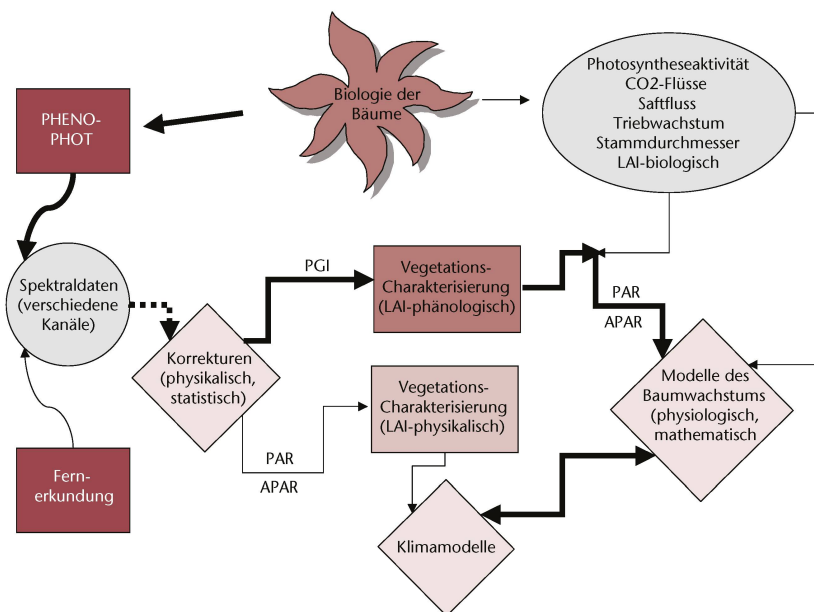 Biologie der
Bäume
Photosyntheseaktivität
CO2-Flüsse
Saftfluss
Triebwachstum
Stammdurchmesser
LAI-biologisch
PHENO-
PHOT
Spektraldaten
(verschiedene
Kanäle)
PGI
Vegetations-
Charakterisierung
(LAI-phänologisch)
PAR
APAR
Korrekturen
(physikalisch,
statistisch)
Vegetations-
Charakterisierung
(LAI-physikalisch)
Modelle des
Baumwachstums
(physiologisch,
mathematisch
PAR
APAR
Fern-
erkundung
Klimamodelle